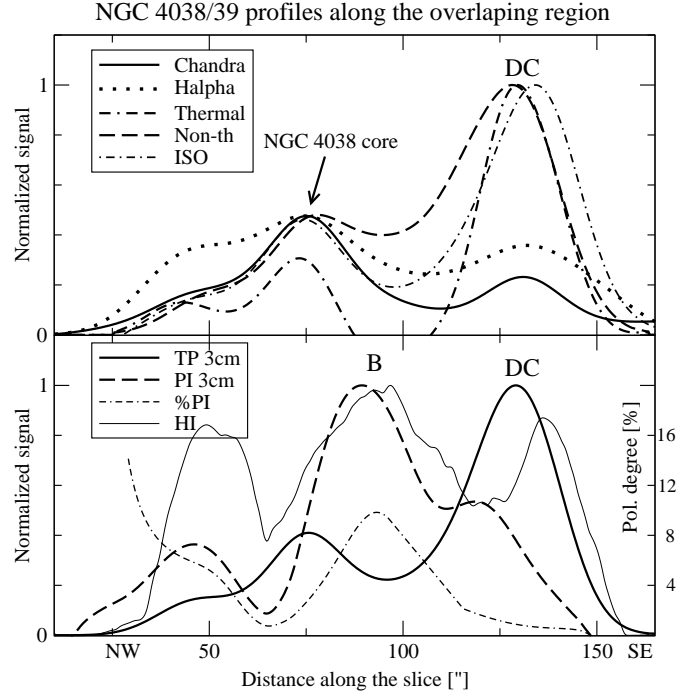 NGC 4038/39 profiles along the overlaping region
Chandra
Halpha
Thermal
Non-th
ISO
DC
NGC 4038 core
1
0
Normalized signal
TP 3cm
PI 3cm
%PI
HI
B
DC
1
0
Normalized signal
16
12
8
4
Pol. degree [%]
NW
50
100
150
SE
Distance along the slice ["]